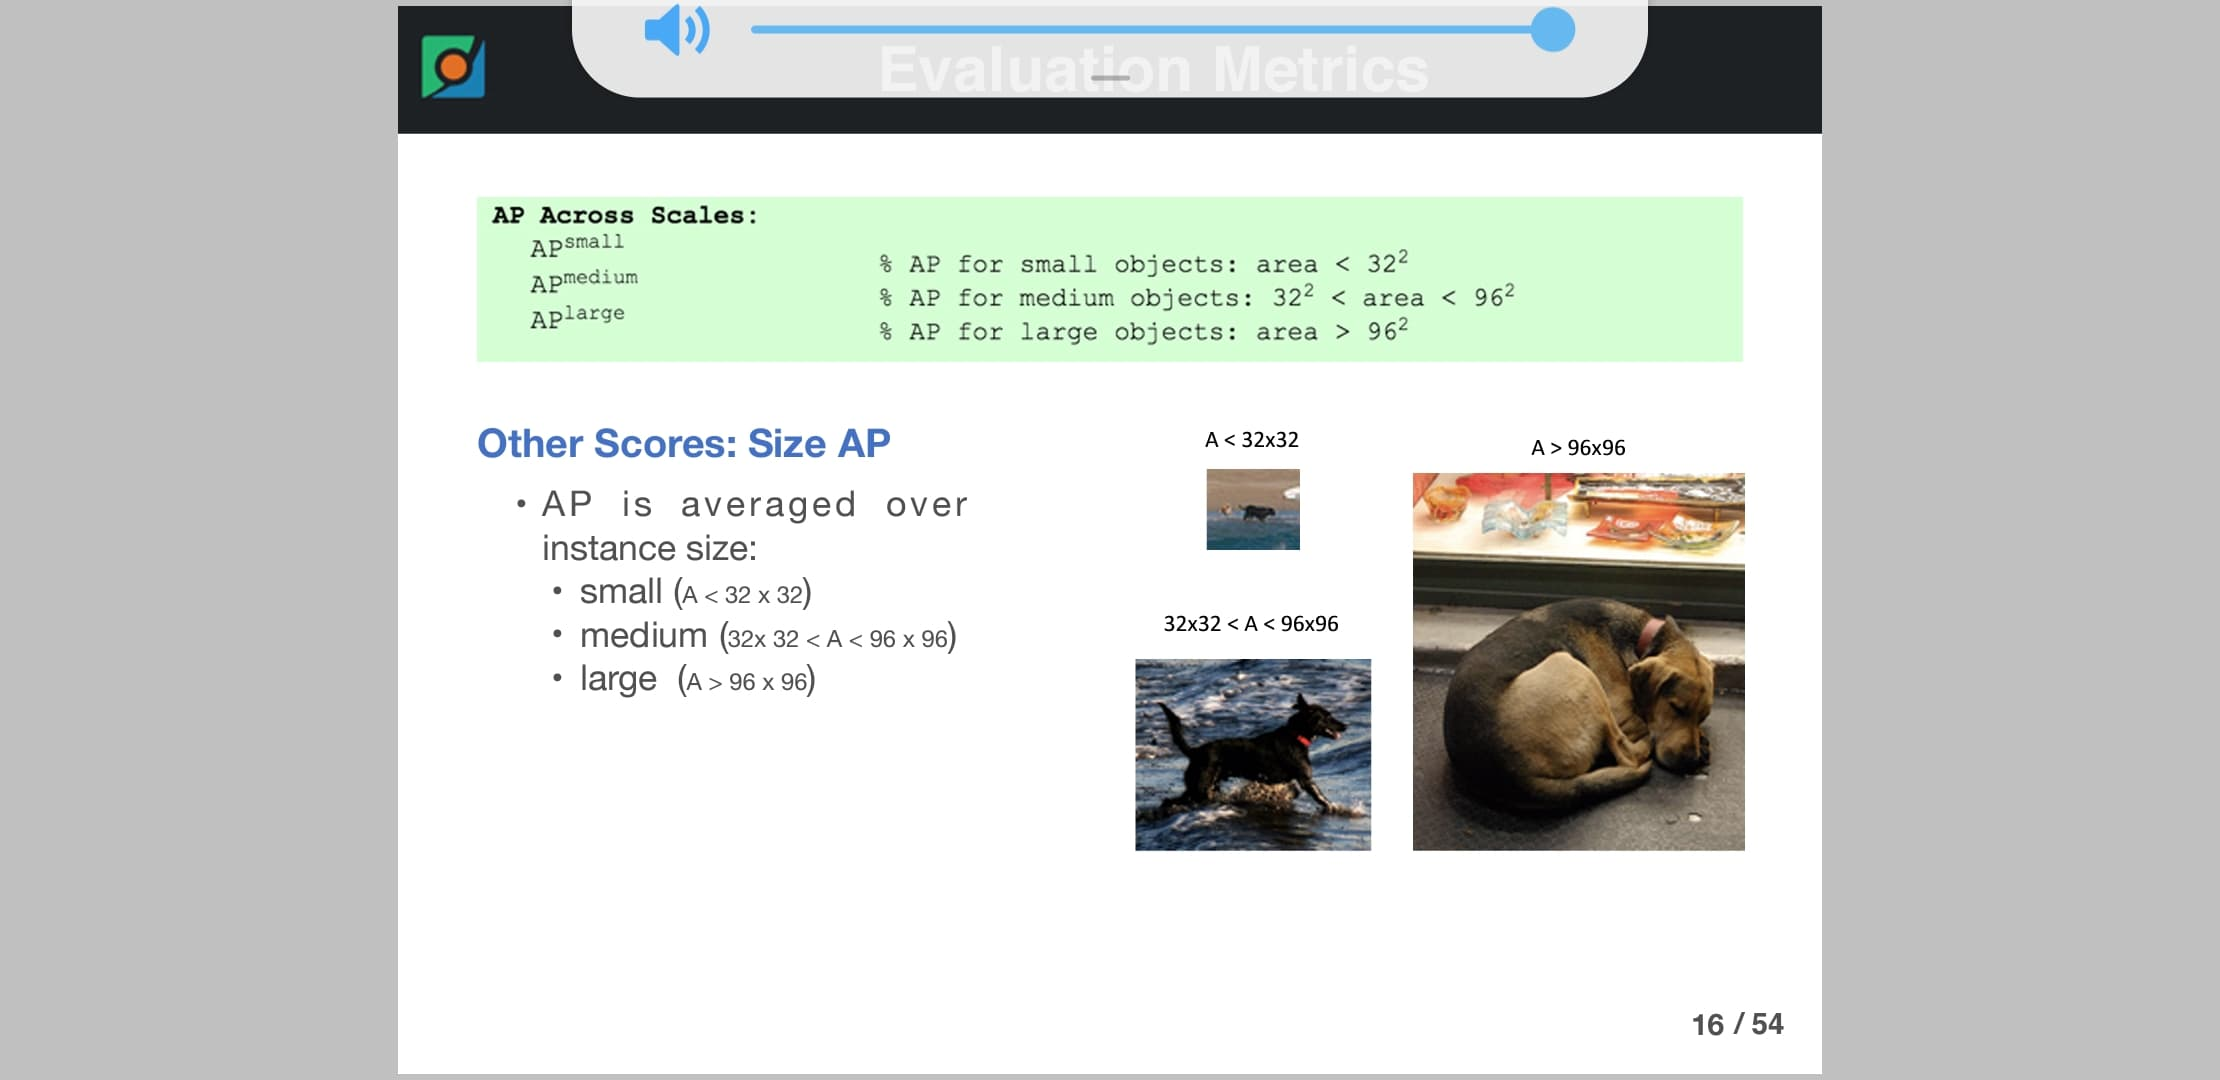 Evaluation Metrics
AP Across Scales:
APsmall
APmedium
APlarge
% AP for small objects: area < 32²
% AP for medium objects: 32² < area < 96²
% AP for large objects: area > 96²
Other Scores: Size AP
• AP is averaged over
instance size:
• small (A < 32 x 32)
• medium (32x 32 < A < 96 x 96)
• large (A > 96 x 96)
A < 32x32
32x32 < A < 96x96
A > 96x96
16 / 54